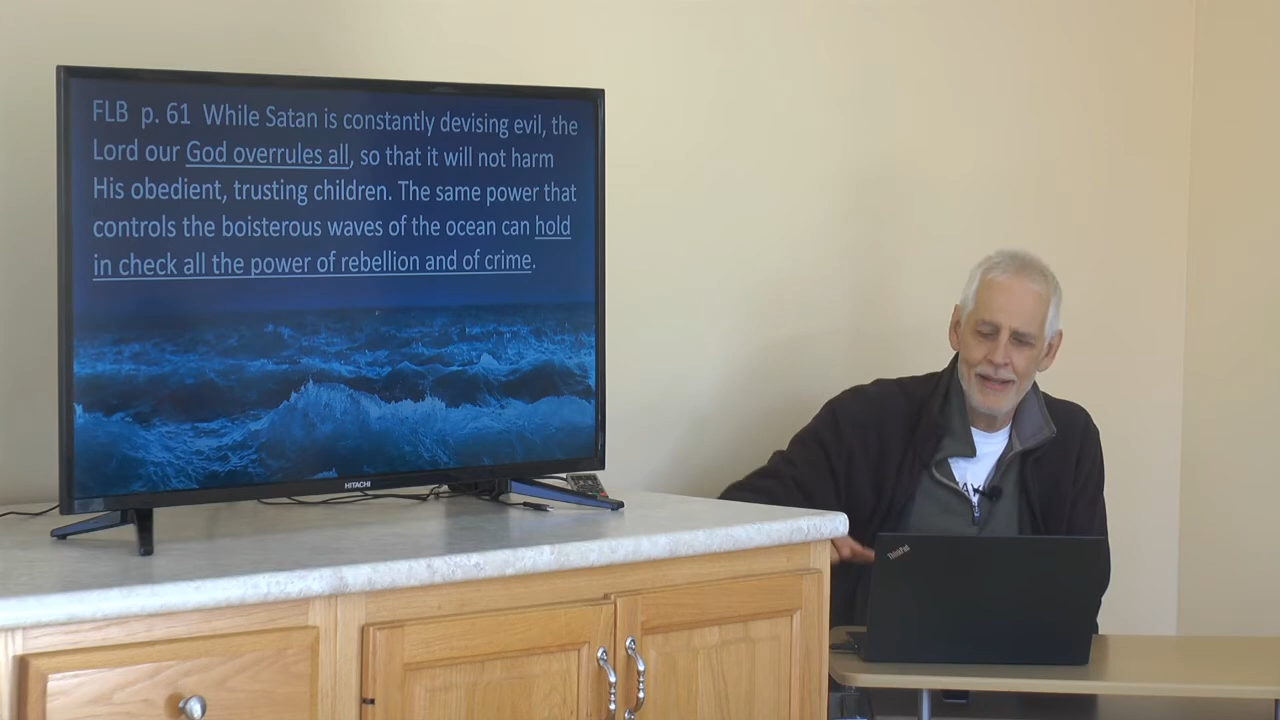 FLB p. 61 While Satan is constantly devising evil, the
Lord our God overrules all, so that it will not harm
His obedient, trusting children. The same power that
controls the boisterous waves of the ocean can hold
in check all the power of rebellion and of crime.
HITACHI
ThinkPad